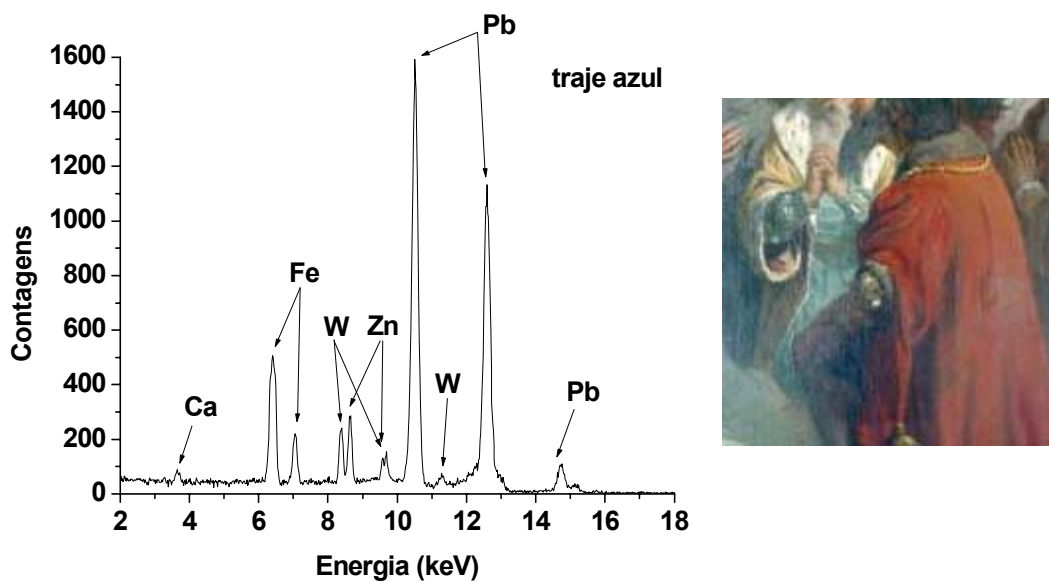 Pb
traje azul
1600
1400
1200
1000
800
600
400
200
0
Contagens
Fe
W
Zn
W
Ca
Pb
2 4 6 8 10 12 14 16 18
Energia (keV)